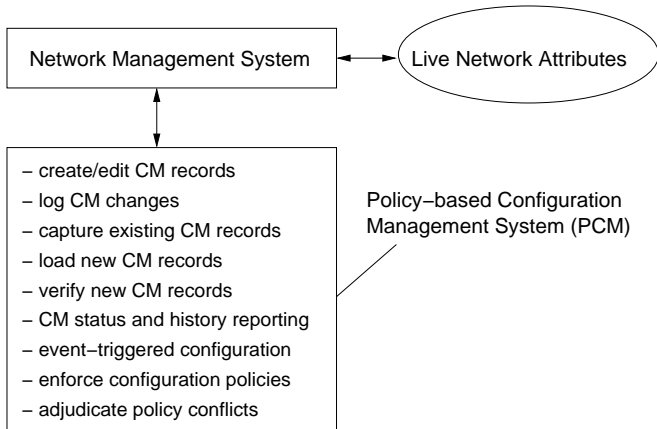 Network Management System
Live Network Attributes
– create/edit CM records
– log CM changes
– capture existing CM records
– load new CM records
– verify new CM records
– CM status and history reporting
– event–triggered configuration
– enforce configuration policies
– adjudicate policy conflicts
Policy–based Configuration
Management System (PCM)